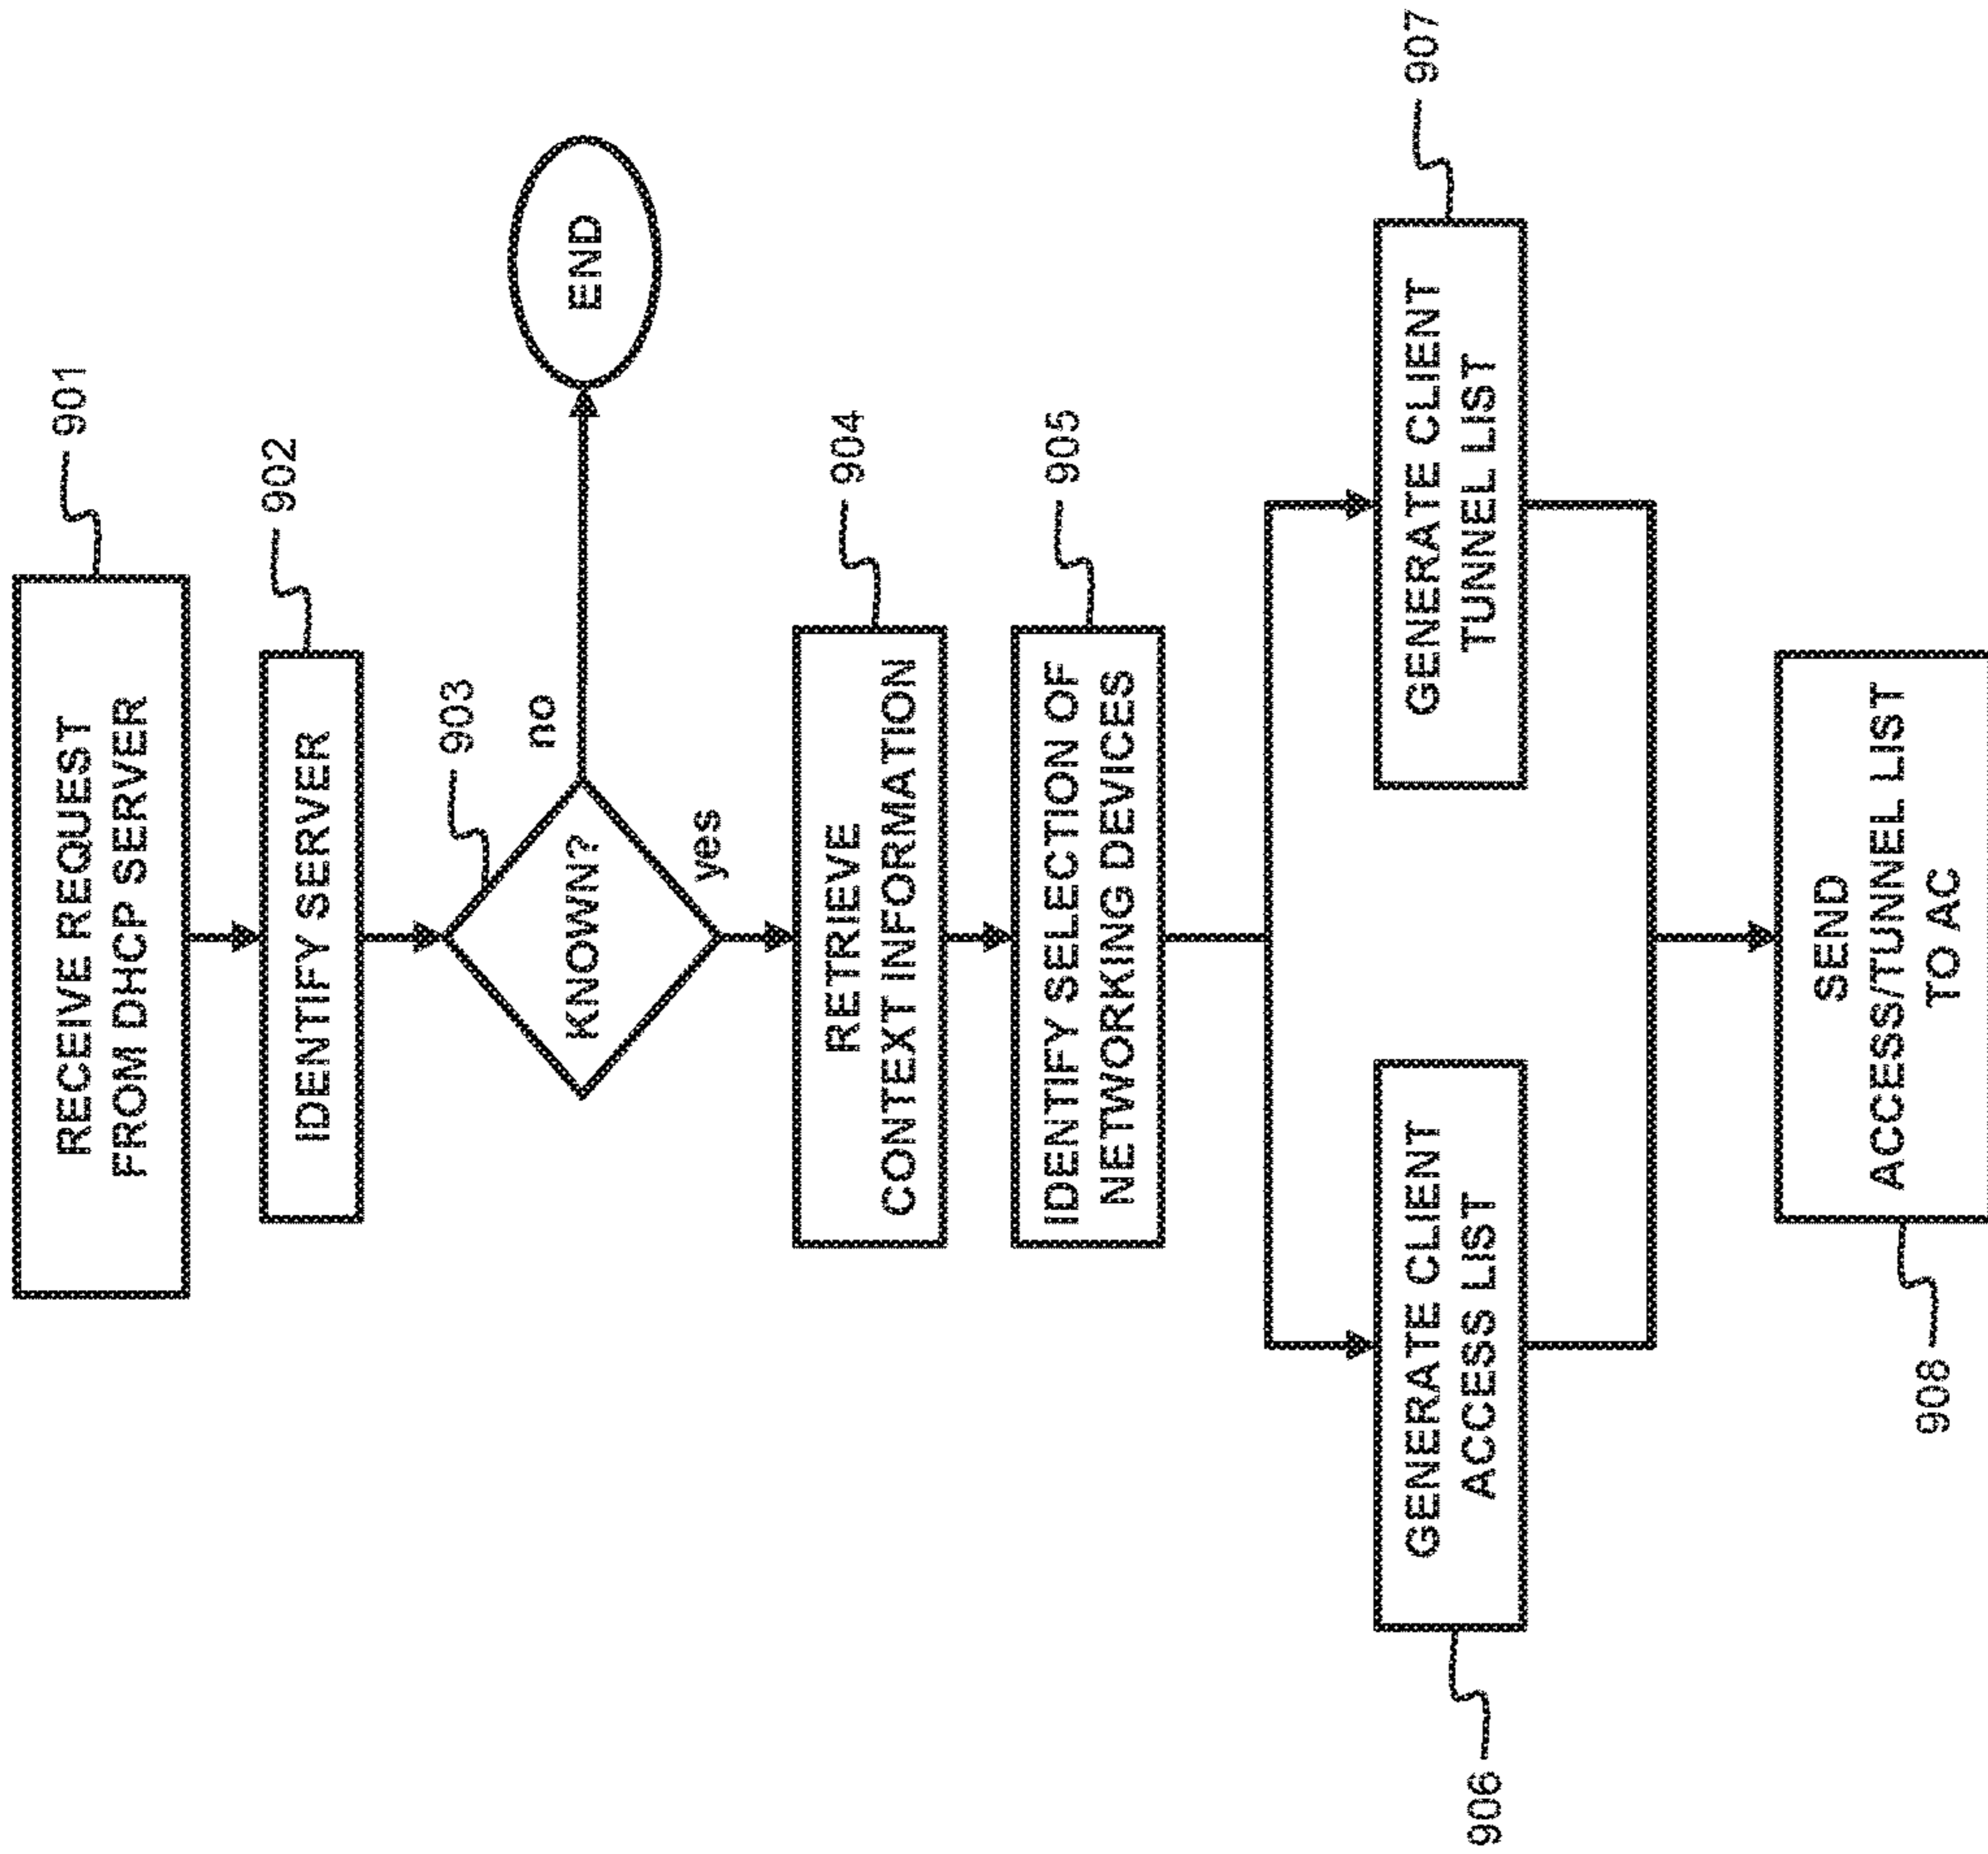 RECEIVE REQUEST
FROM DHCP SERVER
901
IDENTIFY SERVER
902
903
KNOWN?
no
END
yes
RETRIEVE
CONTEXT INFORMATION
904
IDENTIFY SELECTION OF
NETWORKING DEVICES
905
GENERATE CLIENT
ACCESS LIST
906
GENERATE CLIENT
TUNNEL LIST
907
SEND
ACCESS/TUNNEL LIST
TO AC
908